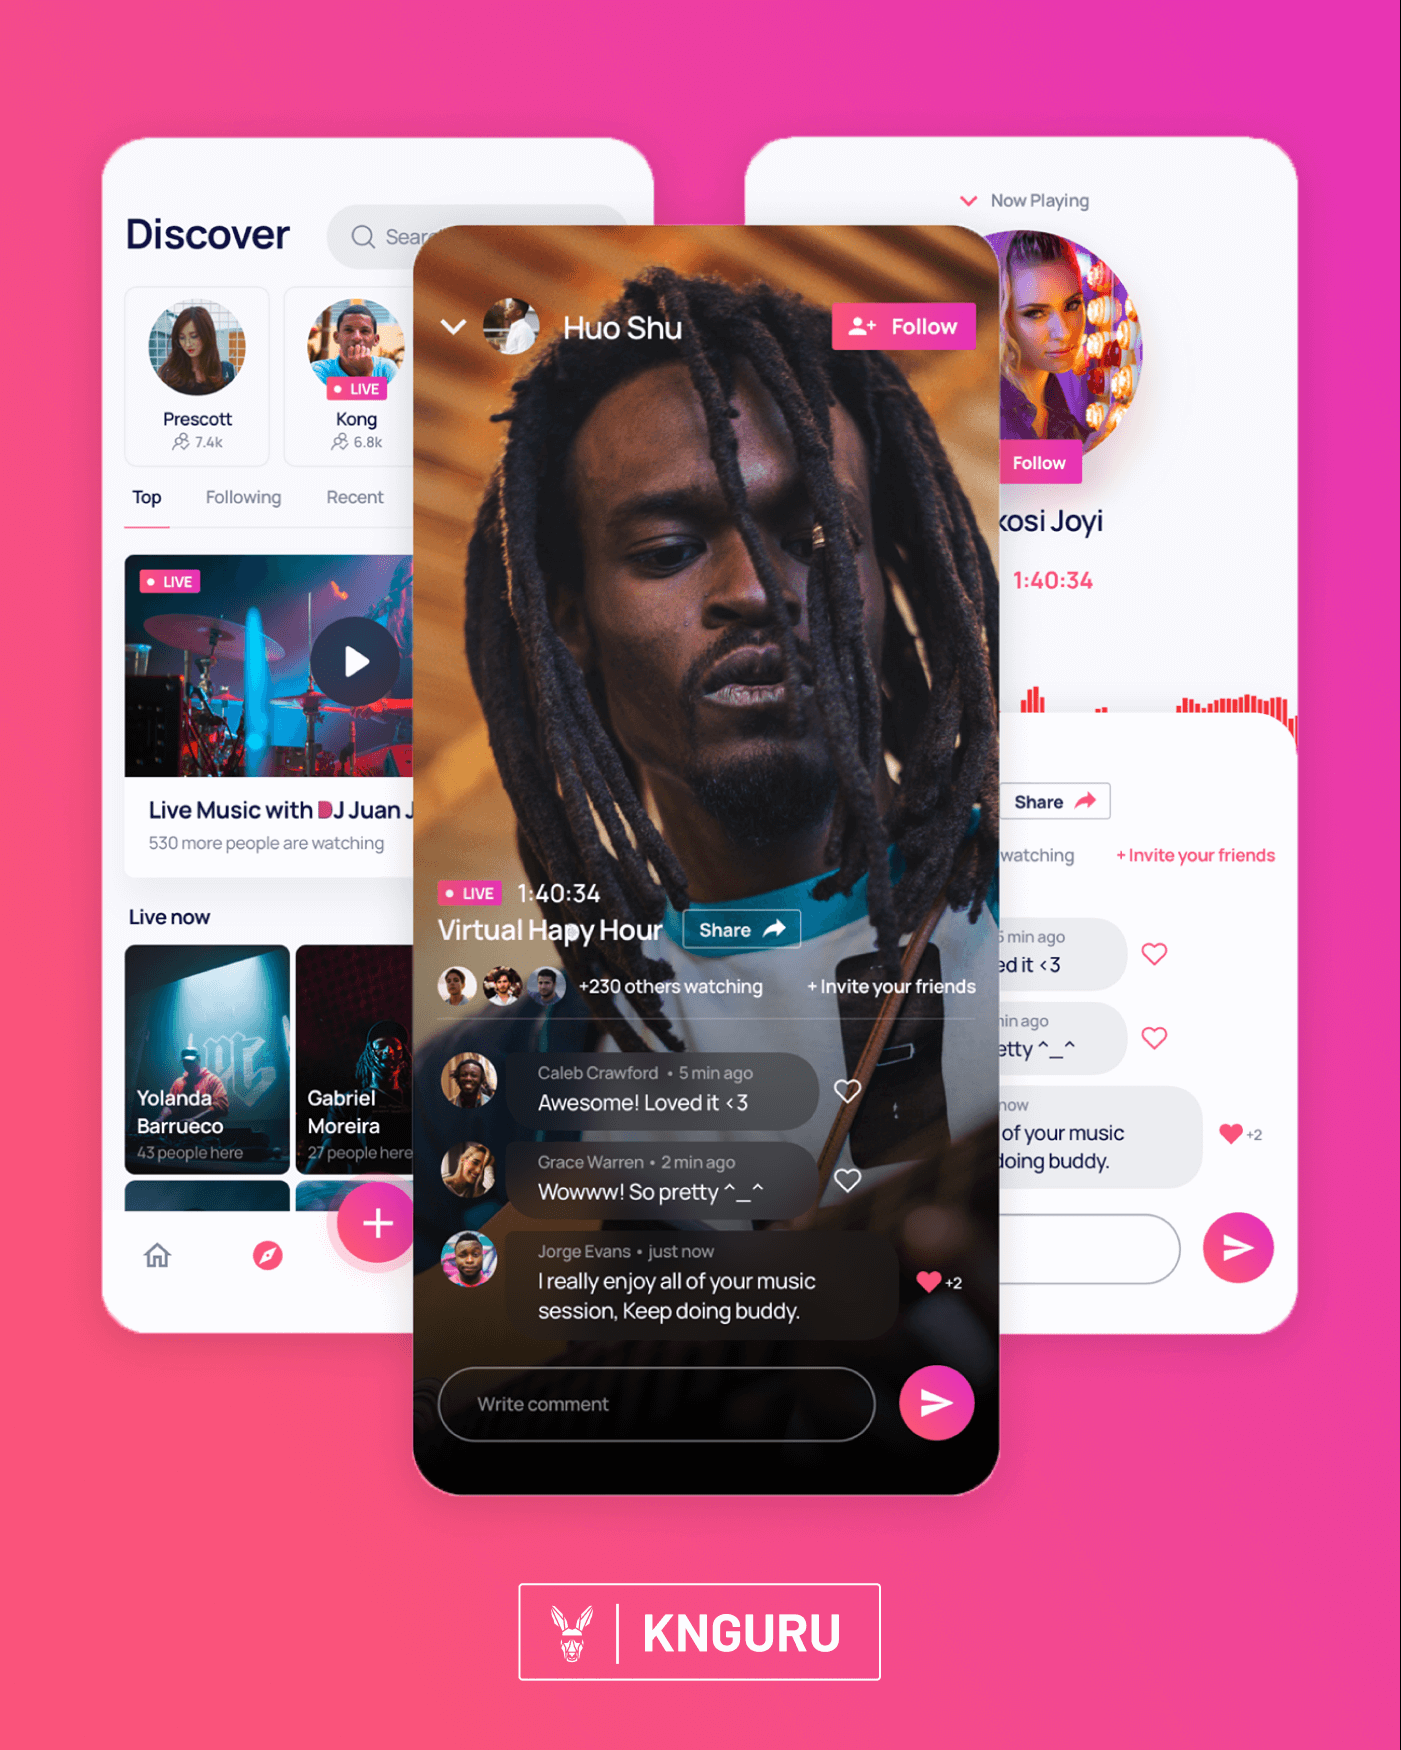 Discover
Prescott
7.4k
LIVE
Kong
6.8k
Top Following Recent
LIVE
Live Music with DJ Juan J
530 more people are watching
Live now
Yolanda
Barrueco
43 people here
Gabriel
Moreira
27 people here
Huo Shu
Follow
LIVE 1:40:34
Virtual Hapy Hour
Share
+230 others watching
+ Invite your friends
Caleb Crawford • 5 min ago
Awesome! Loved it <3
Grace Warren • 2 min ago
Wowww! So pretty ^_^
Jorge Evans • just now
I really enjoy all of your music
session, Keep doing buddy.
+2
Write comment
Now Playing
Follow
Joyi
1:40:34
Share
watching
+ Invite your friends
min ago
it <3
ago
^_^
now
of your music
doing buddy.
+2
KNGURU